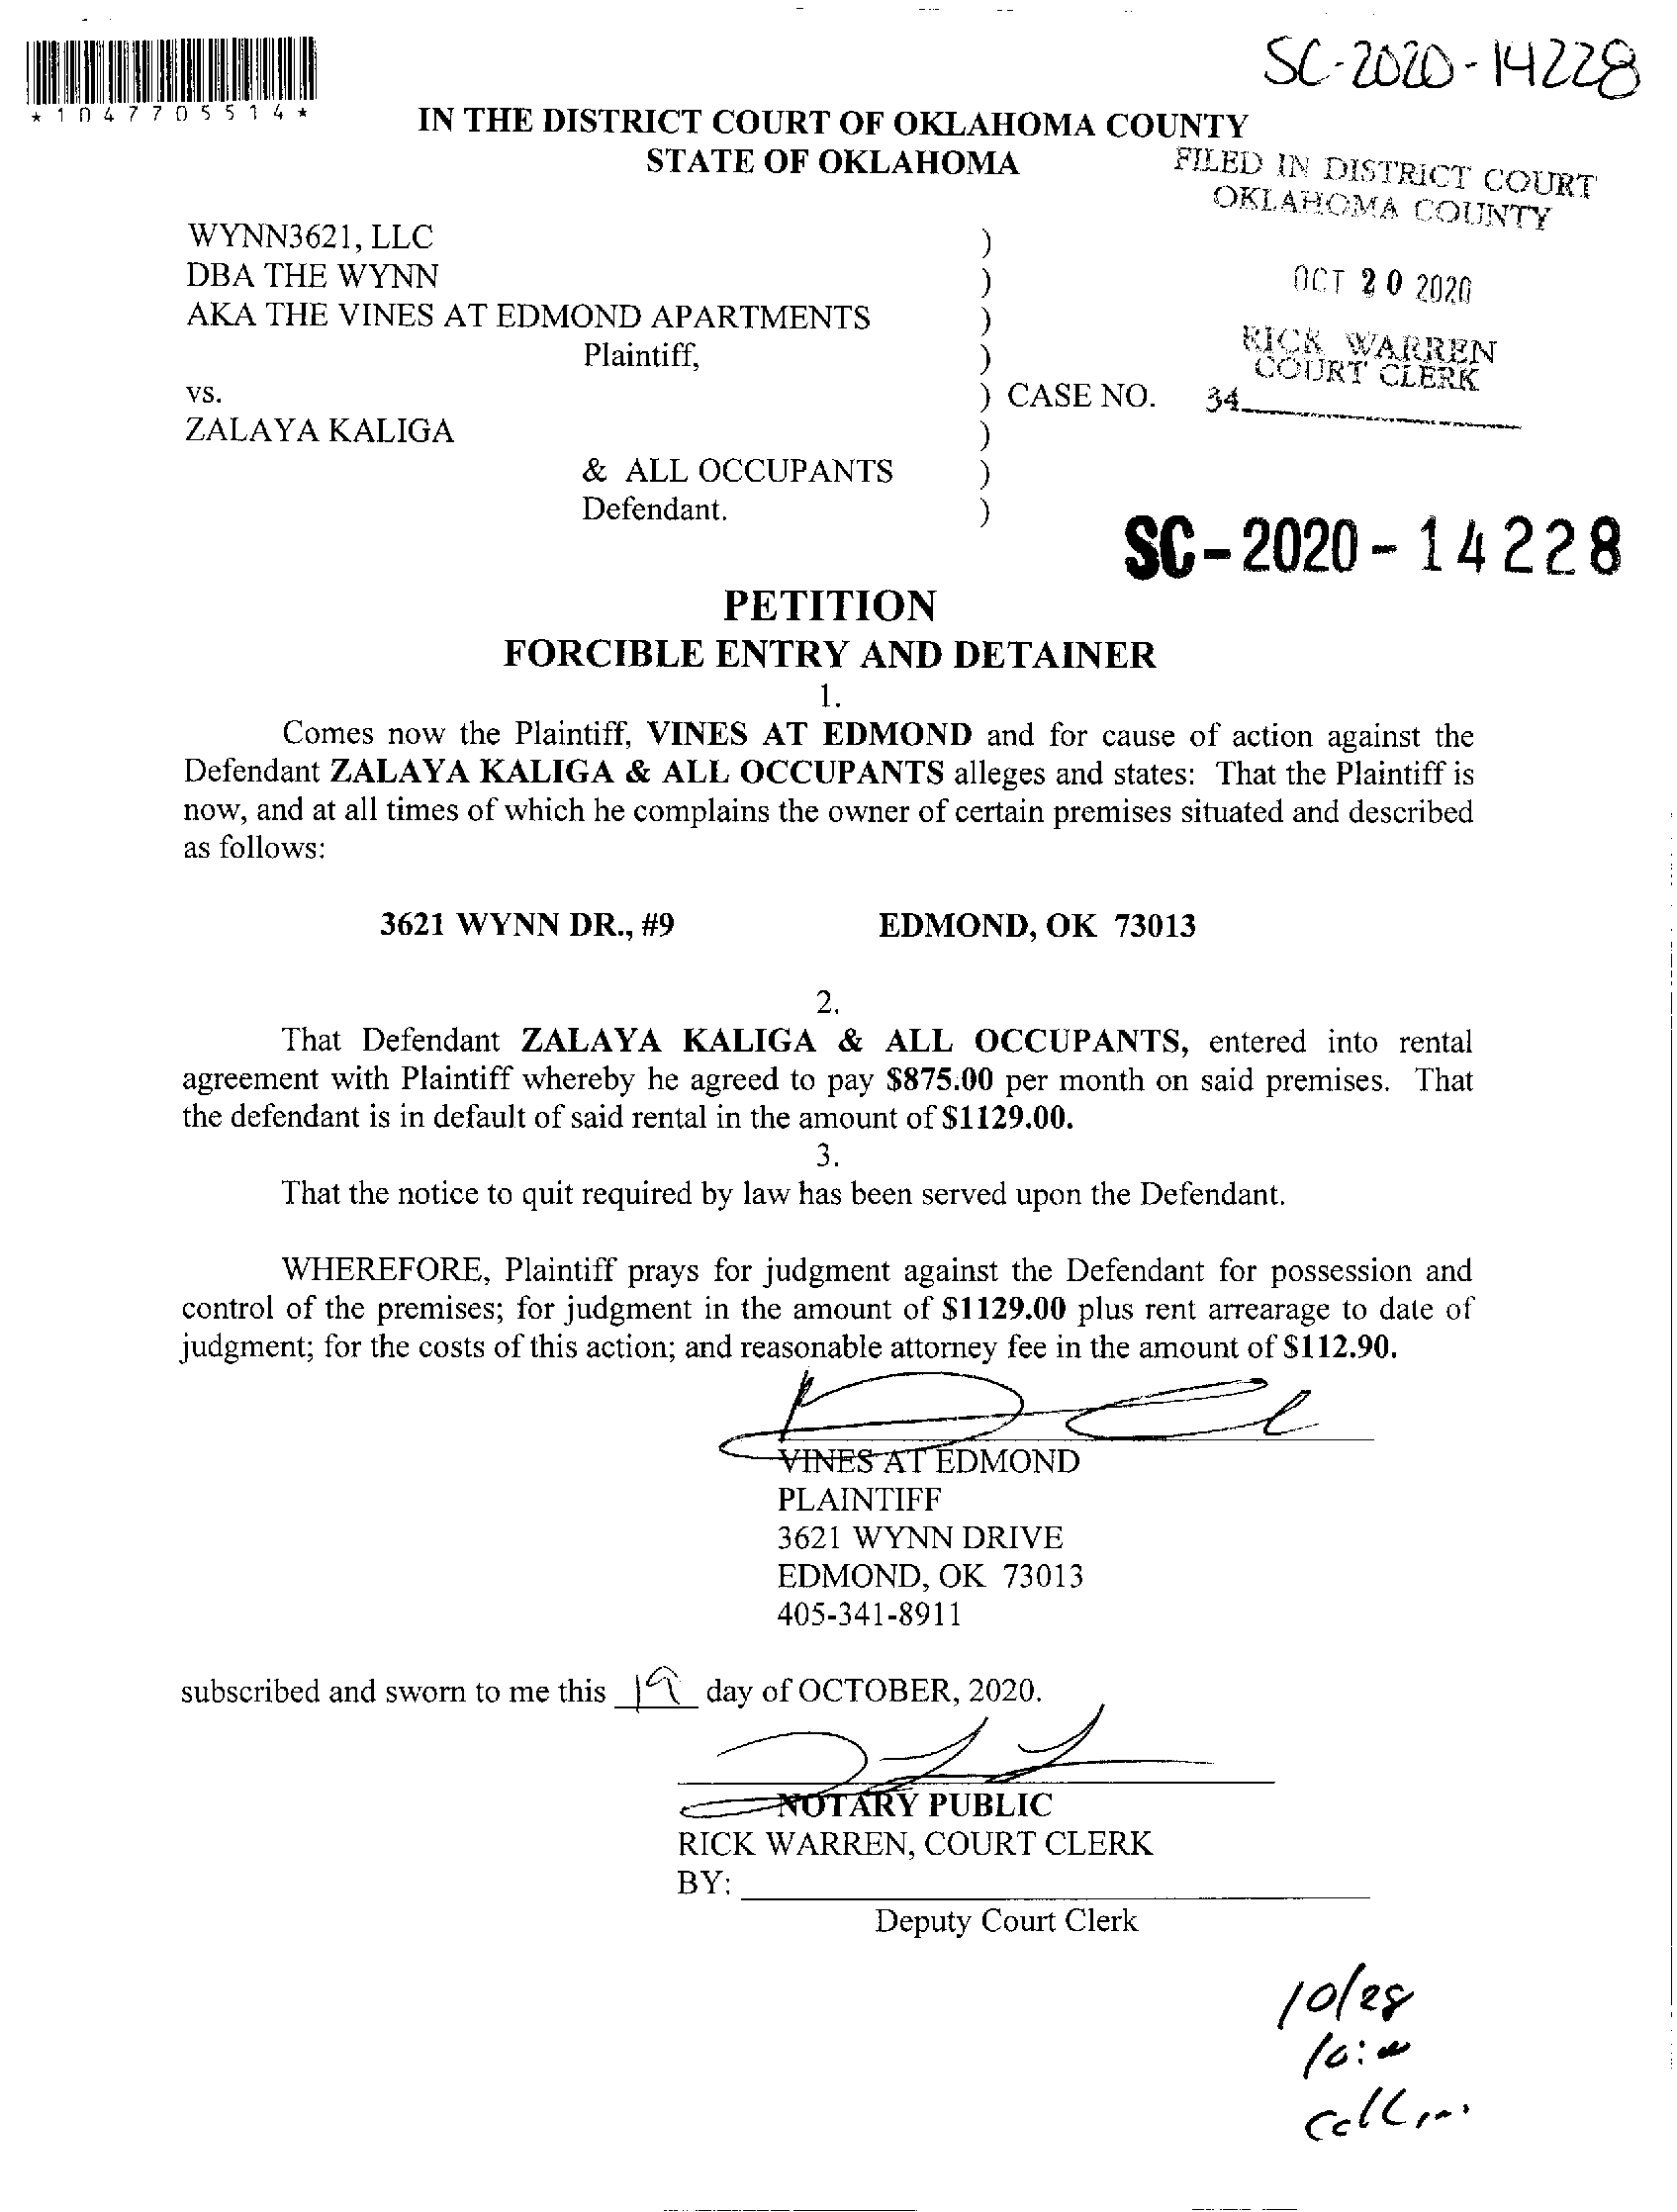 SC-2020-14228
*1047705514*
IN THE DISTRICT COURT OF OKLAHOMA COUNTY
STATE OF OKLAHOMA
FILED IN DISTRICT COURT
OKLAHOMA COUNTY
WYNN3621, LLC )
DBA THE WYNN )
OCT 20 2020
AKA THE VINES AT EDMOND APARTMENTS )
RICK WARREN
COURT CLERK
Plaintiff, )
vs. ) CASE NO.
34
ZALAYA KALIGA )
& ALL OCCUPANTS )
Defendant. )
SC-2020-14228
PETITION
FORCIBLE ENTRY AND DETAINER
1.
Comes now the Plaintiff, VINES AT EDMOND and for cause of action against the
Defendant ZALAYA KALIGA & ALL OCCUPANTS alleges and states: That the Plaintiff is
now, and at all times of which he complains the owner of certain premises situated and described
as follows:
3621 WYNN DR., #9 EDMOND, OK 73013
2.
That Defendant ZALAYA KALIGA & ALL OCCUPANTS, entered into rental
agreement with Plaintiff whereby he agreed to pay $875.00 per month on said premises. That
the defendant is in default of said rental in the amount of $1129.00.
3.
That the notice to quit required by law has been served upon the Defendant.
WHEREFORE, Plaintiff prays for judgment against the Defendant for possession and
control of the premises; for judgment in the amount of $1129.00 plus rent arrearage to date of
judgment; for the costs of this action; and reasonable attorney fee in the amount of $112.90.
VINES AT EDMOND
PLAINTIFF
3621 WYNN DRIVE
EDMOND, OK 73013
405-341-8911
subscribed and sworn to me this 19 day of OCTOBER, 2020.
NOTARY PUBLIC
RICK WARREN, COURT CLERK
BY:
Deputy Court Clerk
10/28